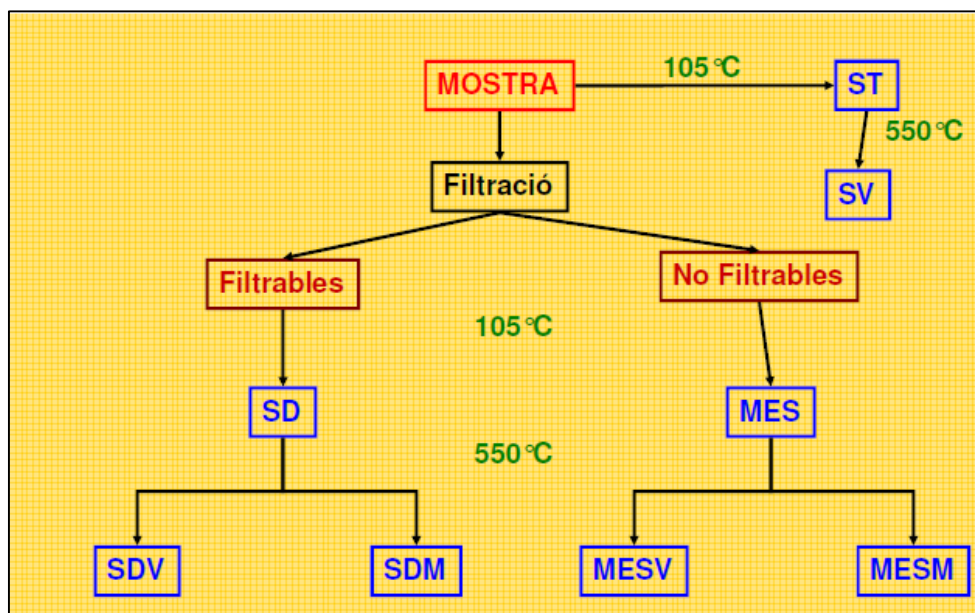 MOSTRA
105°C
ST
550°C
SV
Filtració
Filtrables
No Filtrables
105°C
SD
MES
550°C
SDV
SDM
MESV
MESM